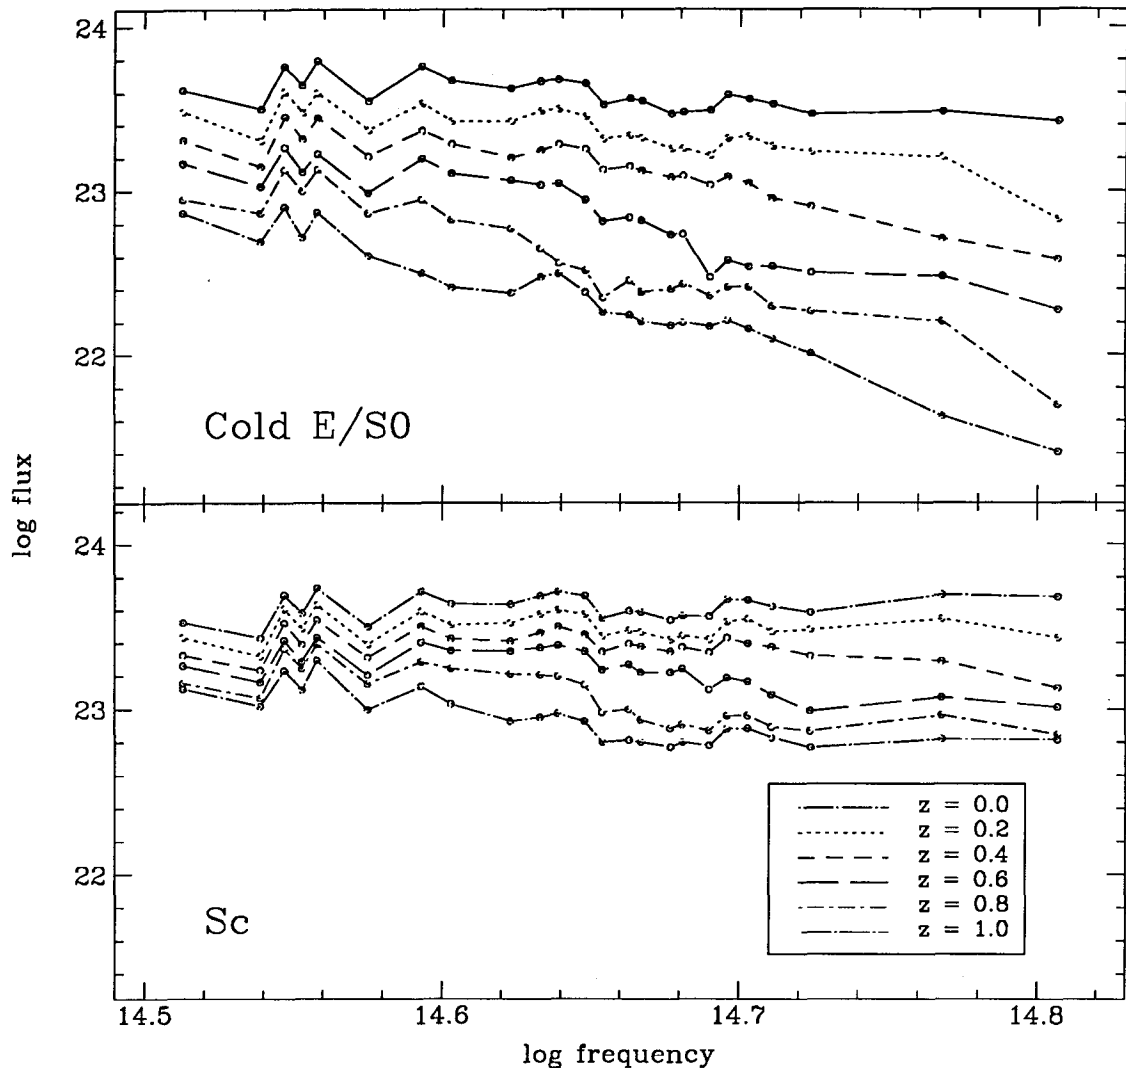 24
23
22
Cold E/S0
log flux
24
23
22
Sc
z = 0.0
z = 0.2
z = 0.4
z = 0.6
z = 0.8
z = 1.0
14.5 14.6 14.7 14.8
log frequency